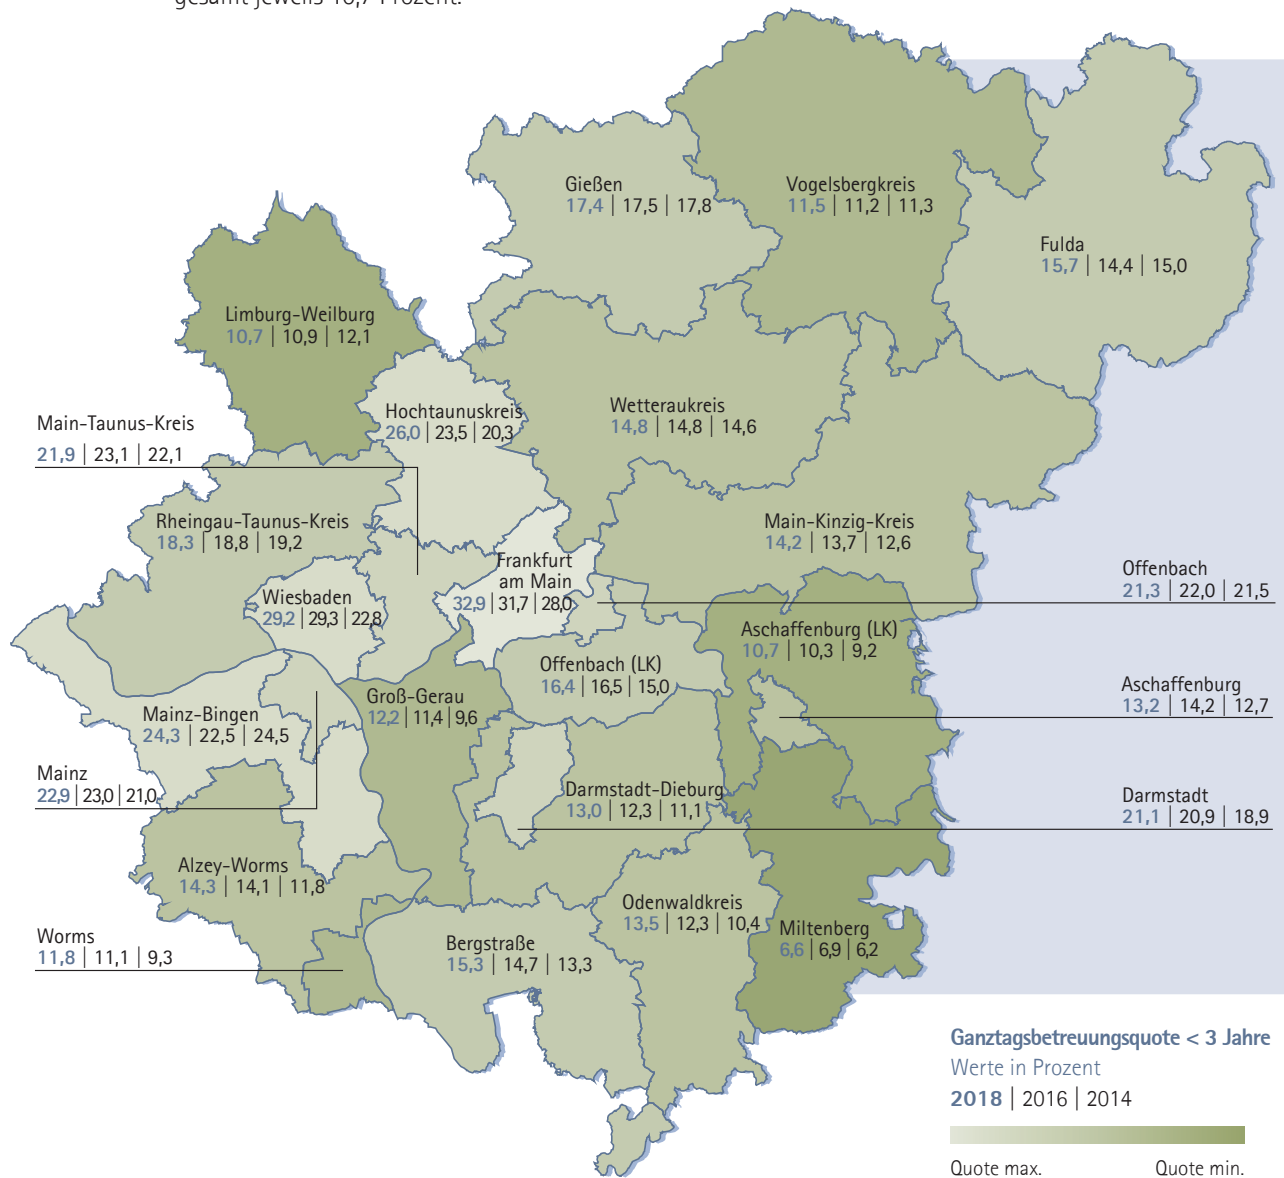 gesamt jeweils 16,7 Prozent.
Gießen
17,4 | 17,5 | 17,8
Vogelsbergkreis
11,5 | 11,2 | 11,3
Fulda
15,7 | 14,4 | 15,0
Limburg-Weilburg
10,7 | 10,9 | 12,1
Main-Taunus-Kreis
21,9 | 23,1 | 22,1
Hochtaunuskreis
26,0 | 23,5 | 20,3
Wetteraukreis
14,8 | 14,8 | 14,6
Rheingau-Taunus-Kreis
18,3 | 18,8 | 19,2
Main-Kinzig-Kreis
14,2 | 13,7 | 12,6
Frankfurt
am Main
32,9 | 31,7 | 28,0
Offenbach
21,3 | 22,0 | 21,5
Wiesbaden
29,2 | 29,3 | 22,8
Aschaffenburg (LK)
10,7 | 10,3 | 9,2
Offenbach (LK)
16,4 | 16,5 | 15,0
Aschaffenburg
13,2 | 14,2 | 12,7
Groß-Gerau
12,2 | 11,4 | 9,6
Mainz-Bingen
24,3 | 22,5 | 24,5
Mainz
22,9 | 23,0 | 21,0
Darmstadt-Dieburg
13,0 | 12,3 | 11,1
Darmstadt
21,1 | 20,9 | 18,9
Alzey-Worms
14,3 | 14,1 | 11,8
Odenwaldkreis
13,5 | 12,3 | 10,4
Miltenberg
6,6 | 6,9 | 6,2
Worms
11,8 | 11,1 | 9,3
Bergstraße
15,3 | 14,7 | 13,3
Ganztagsbetreuungsquote < 3 Jahre
Werte in Prozent
2018 | 2016 | 2014
Quote max. Quote min.